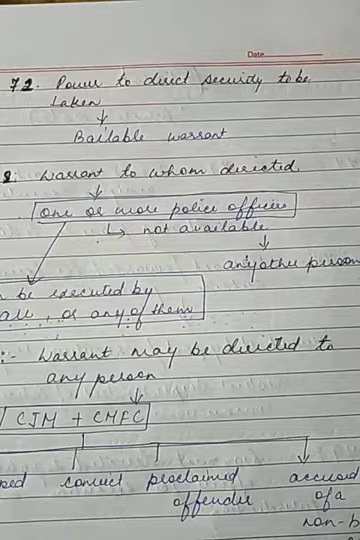 Date
72. Power to direct security to be
taken
Bailable warrant
warrant to whom directed.
One or more police officer
not available
any other person
be executed by
all, or any of them
:- Warrant may be directed to
any person
CJM + CMFC
convict proclaimed accused
offender of a
non-b